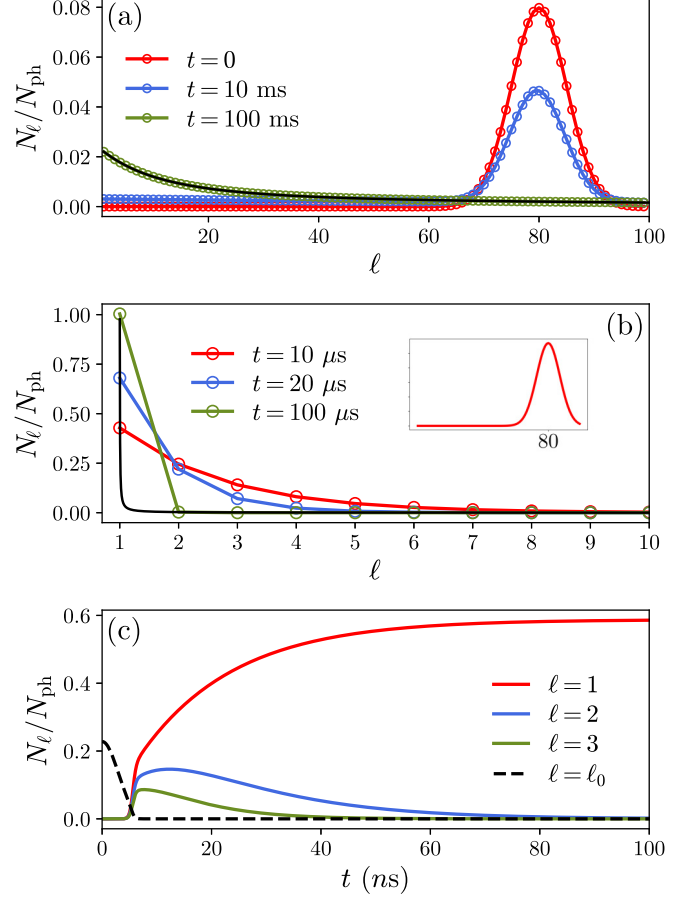 (a)
N_ℓ/N_ph
0.08
0.06
0.04
0.02
0.00
t = 0
t = 10 ms
t = 100 ms
20 40 60 80 100
ℓ
(b)
N_ℓ/N_ph
1.00
0.75
0.50
0.25
0.00
t = 10 μs
t = 20 μs
t = 100 μs
80
1 2 3 4 5 6 7 8 9 10
ℓ
(c)
N_ℓ/N_ph
0.6
0.4
0.2
0.0
ℓ = 1
ℓ = 2
ℓ = 3
ℓ = ℓ_0
0 20 40 60 80 100
t (ns)